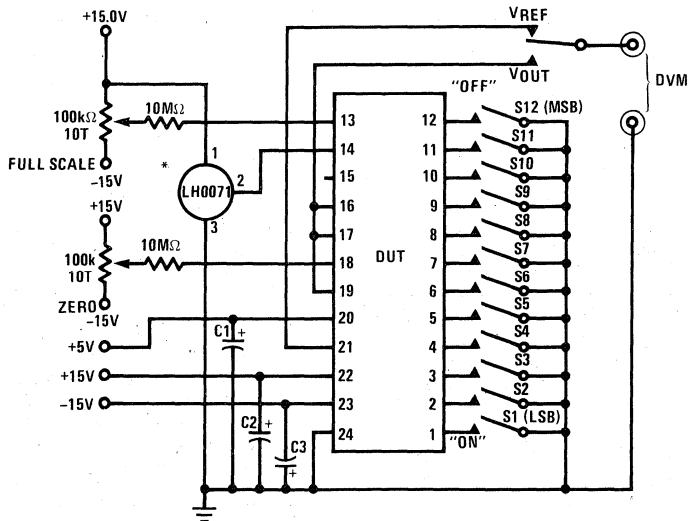 +15.0V
VREF
VOUT
DVM
"OFF"
100kΩ
10T
10MΩ
FULL SCALE
-15V
*
1
2
3
LH0071
+15V
100k
10T
10MΩ
ZERO
-15V
+5V
+15V
-15V
C1
+
C2
+
C3
+
13
14
15
16
17
18
19
20
21
22
23
24
DUT
12
11
10
9
8
7
6
5
4
3
2
1
S12 (MSB)
S11
S10
S9
S8
S7
S6
S5
S4
S3
S2
S1 (LSB)
"ON"